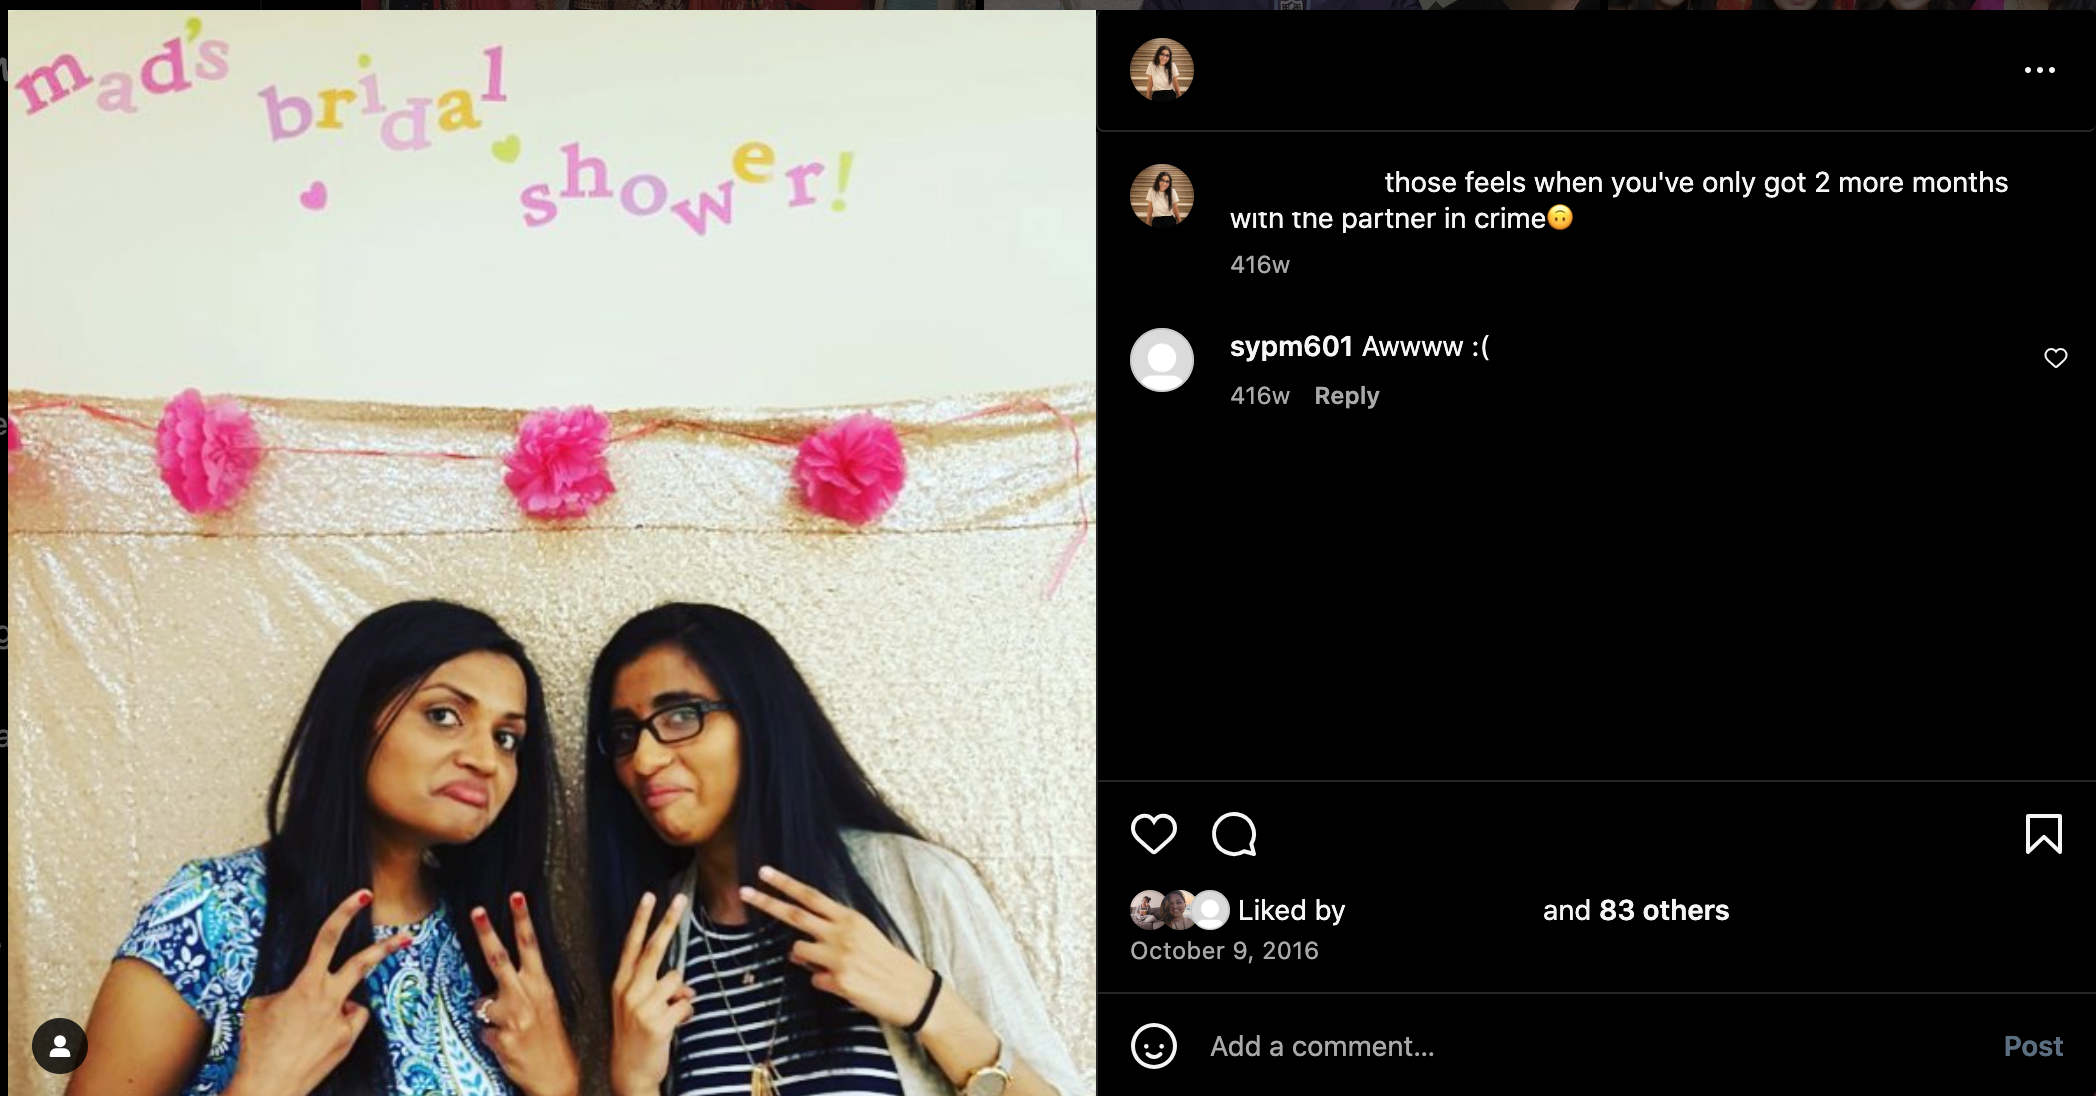 mad's
bridal
shower!
those feels when you've only got 2 more months
with the partner in crime🙃
416w
sypm601 Awwww :(
416w Reply
Liked by and 83 others
October 9, 2016
Add a comment...
Post